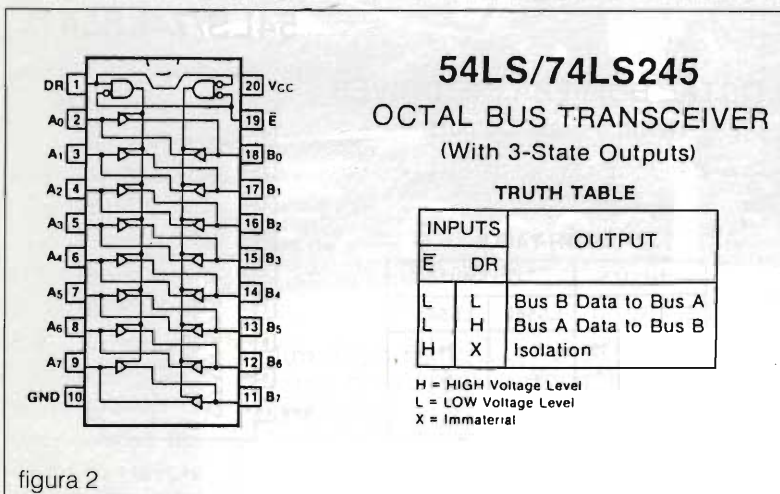 DR 1
20 VCC
A0 2
19 E̅
A1 3
18 B0
A2 4
17 B1
A3 5
16 B2
A4 6
15 B3
A5 7
14 B4
A6 8
13 B5
A7 9
12 B6
GND 10
11 B7
54LS/74LS245
OCTAL BUS TRANSCEIVER
(With 3-State Outputs)
TRUTH TABLE
INPUTS OUTPUT
E̅ DR
L L Bus B Data to Bus A
L H Bus A Data to Bus B
H X Isolation
H = HIGH Voltage Level
L = LOW Voltage Level
X = Immaterial
figura 2